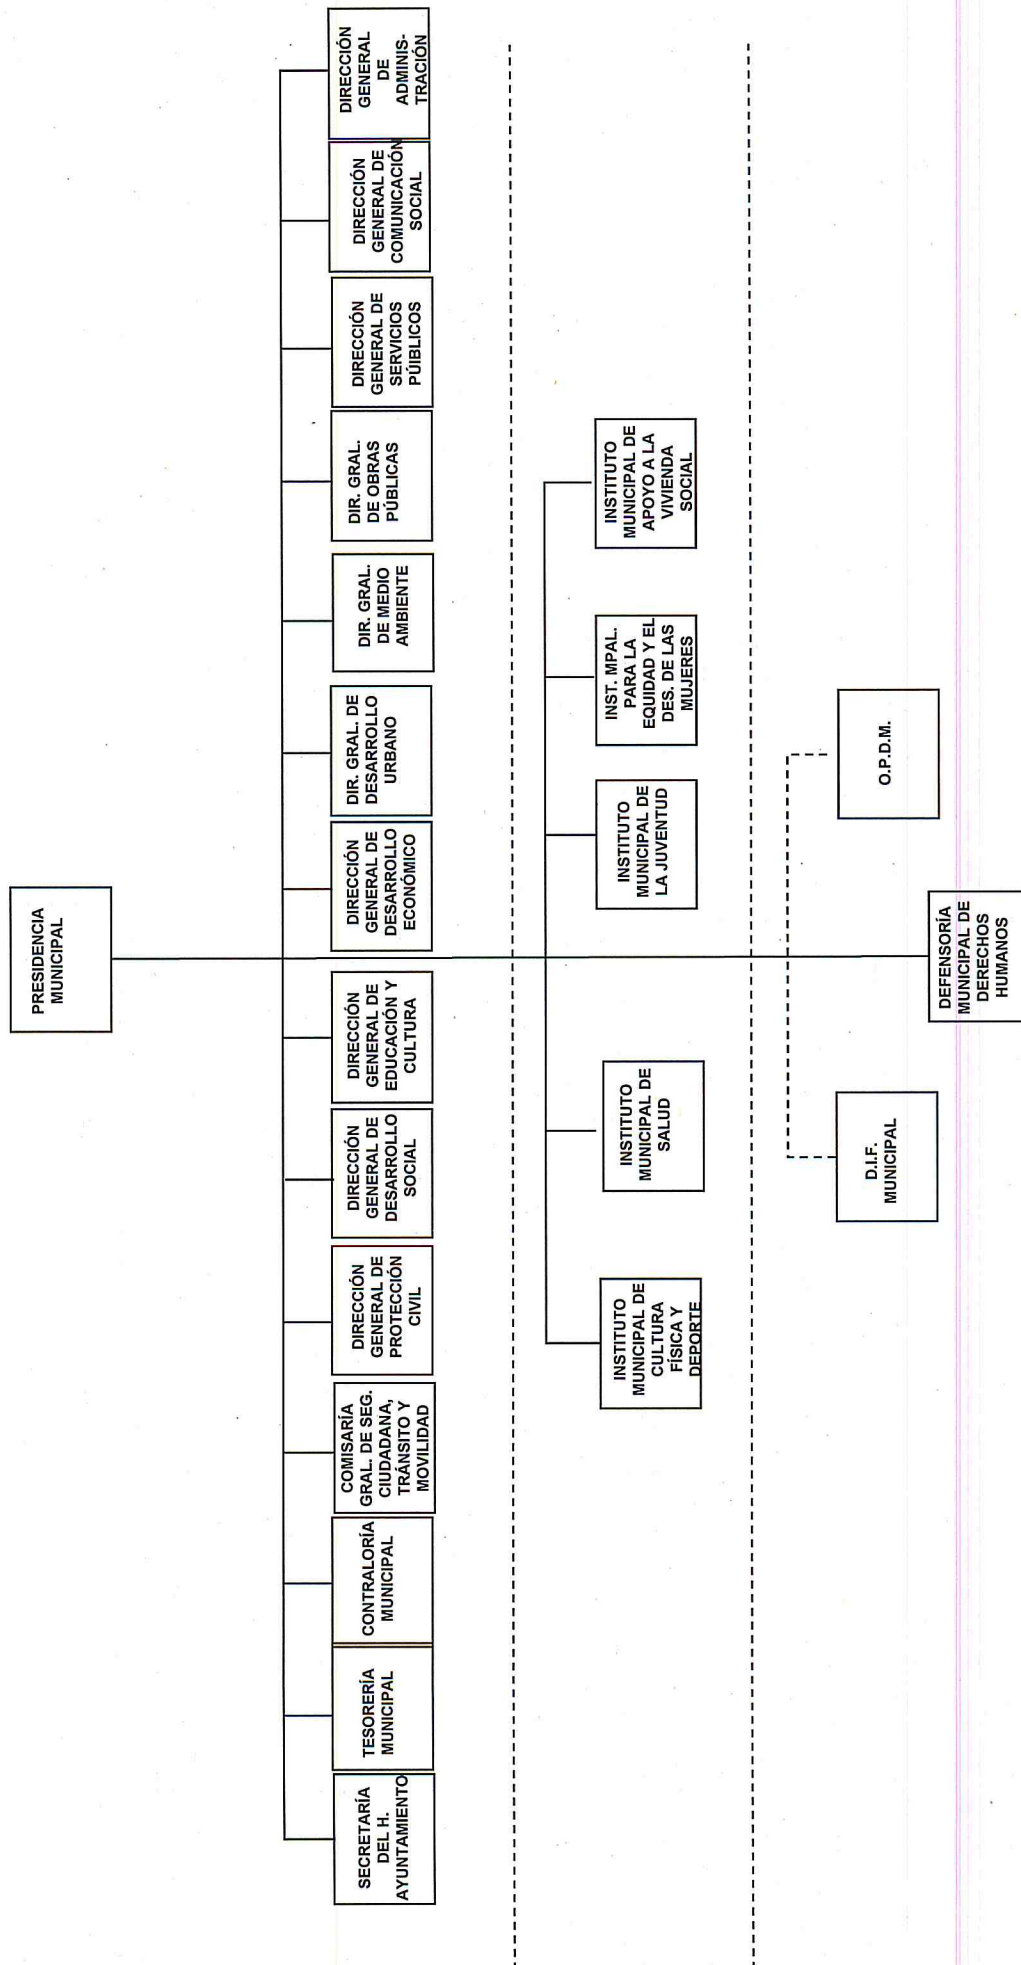 PRESIDENCIA
MUNICIPAL
SECRETARÍA
DEL H.
AYUNTAMIENTO
TESORERÍA
MUNICIPAL
CONTRALORÍA
MUNICIPAL
COMISARÍA
GRAL. DE SEG.
CIUDADANA,
TRÁNSITO Y
MOVILIDAD
DIRECCIÓN
GENERAL DE
PROTECCIÓN
CIVIL
DIRECCIÓN
GENERAL DE
DESARROLLO
SOCIAL
DIRECCIÓN
GENERAL DE
EDUCACIÓN Y
CULTURA
DIRECCIÓN
GENERAL DE
DESARROLLO
ECONÓMICO
DIR. GRAL. DE
DESARROLLO
URBANO
DIR. GRAL.
DE MEDIO
AMBIENTE
DIR. GRAL.
DE OBRAS
PÚBLICAS
DIRECCIÓN
GENERAL DE
SERVICIOS
PÚIBLICOS
DIRECCIÓN
GENERAL DE
COMUNICACIÓN
SOCIAL
DIRECCIÓN
GENERAL
DE
ADMINIS-
TRACIÓN
INSTITUTO
MUNICIPAL DE
CULTURA
FÍSICA Y
DEPORTE
INSTITUTO
MUNICIPAL DE
SALUD
INSTITUTO
MUNICIPAL DE
LA JUVENTUD
INST. MPAL.
PARA LA
EQUIDAD Y EL
DES. DE LAS
MUJERES
INSTITUTO
MUNICIPAL DE
APOYO A LA
VIVIENDA
SOCIAL
D.I.F.
MUNICIPAL
O.P.D.M.
DEFENSORÍA
MUNICIPAL DE
DERECHOS
HUMANOS